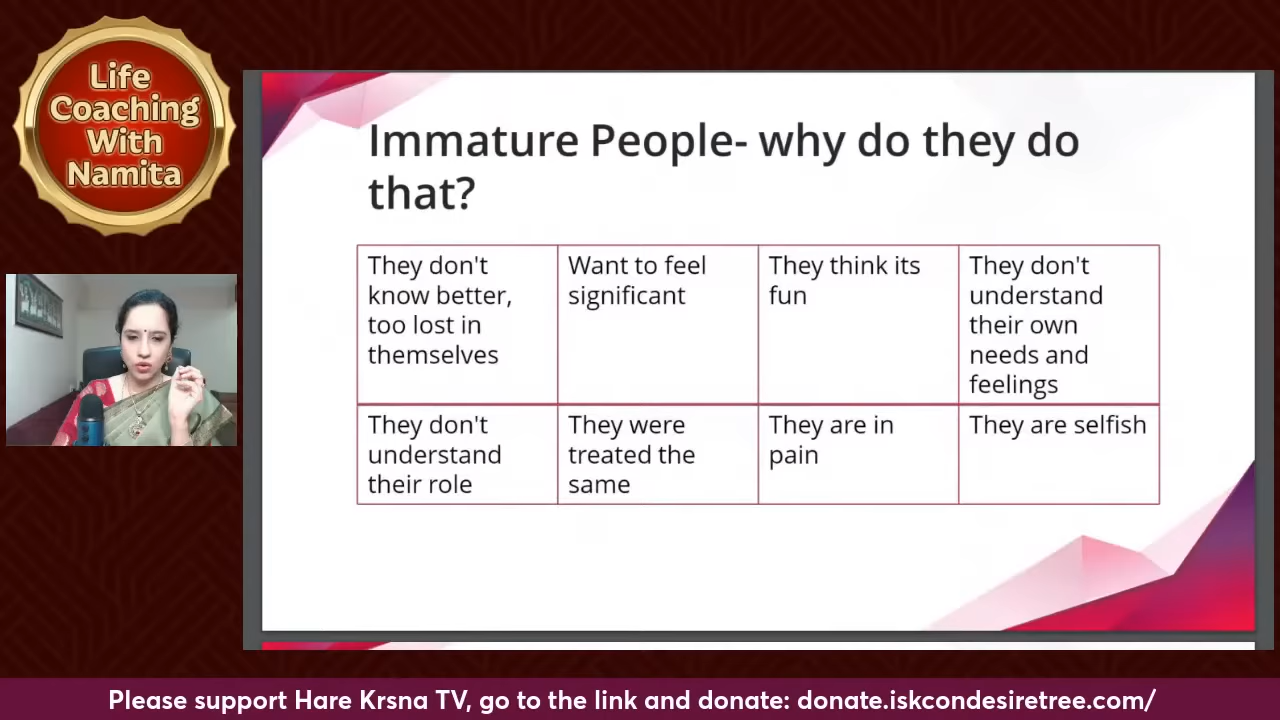 Life
Coaching
With
Namita
Immature People- why do they do
that?
They don't
know better,
too lost in
themselves
Want to feel
significant
They think its
fun
They don't
understand
their own
needs and
feelings
They don't
understand
their role
They were
treated the
same
They are in
pain
They are selfish
Please support Hare Krsna TV, go to the link and donate: donate.iskcondesiretree.com/